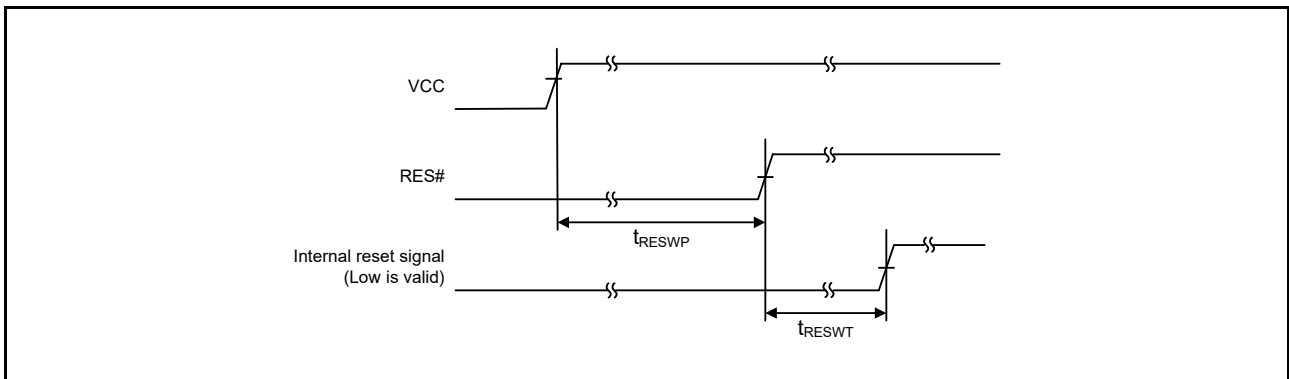 VCC
RES#
tRESWP
Internal reset signal
(Low is valid)
tRESWT